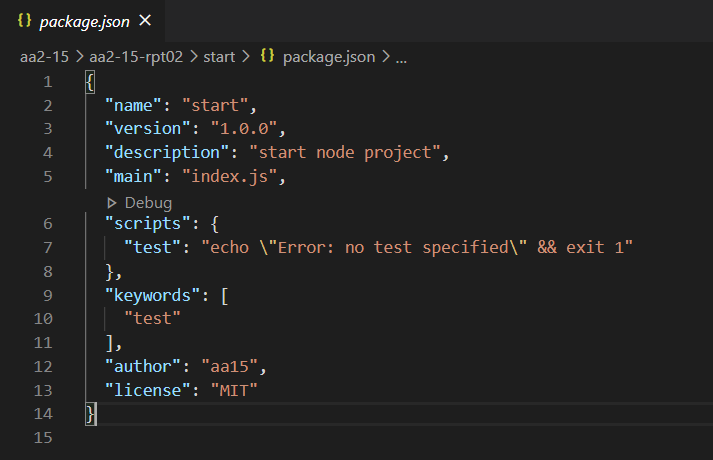 {} package.json ×
aa2-15 > aa2-15-rpt02 > start > {} package.json > ...
1 {
2 "name": "start",
3 "version": "1.0.0",
4 "description": "start node project",
5 "main": "index.js",
Debug
6 "scripts": {
7 "test": "echo \"Error: no test specified\" && exit 1"
8 },
9 "keywords": [
10 "test"
11 ],
12 "author": "aa15",
13 "license": "MIT"
14 }
15